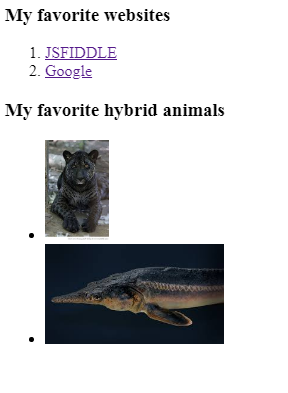 My favorite websites
1. JSFIDDLE
2. Google
My favorite hybrid animals